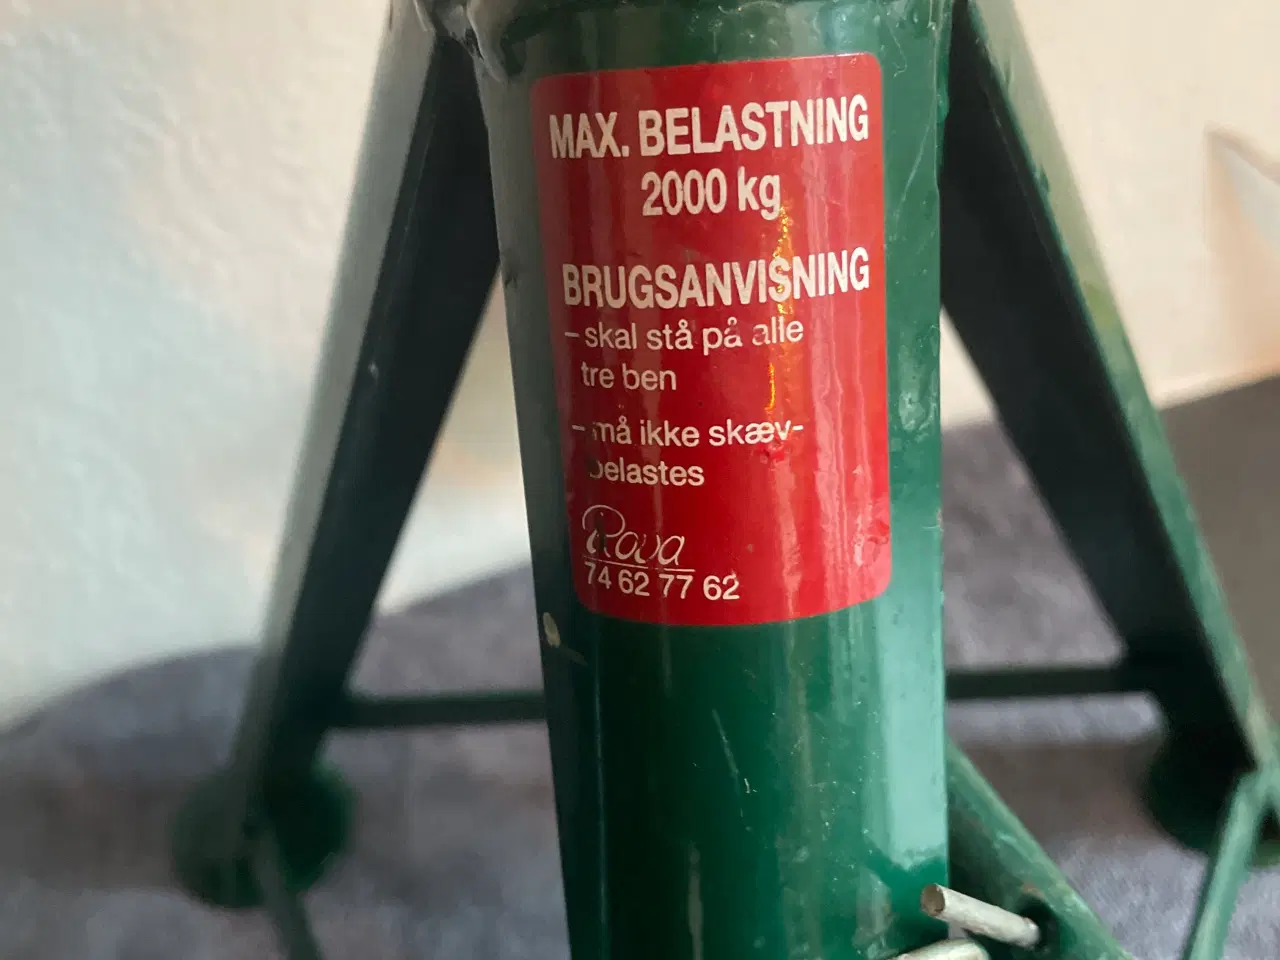 MAX. BELASTNING
2000 kg
BRUGSANVISNING
– skal stå på alle
tre ben
– må ikke skæv-
belastes
Rava
74 62 77 62